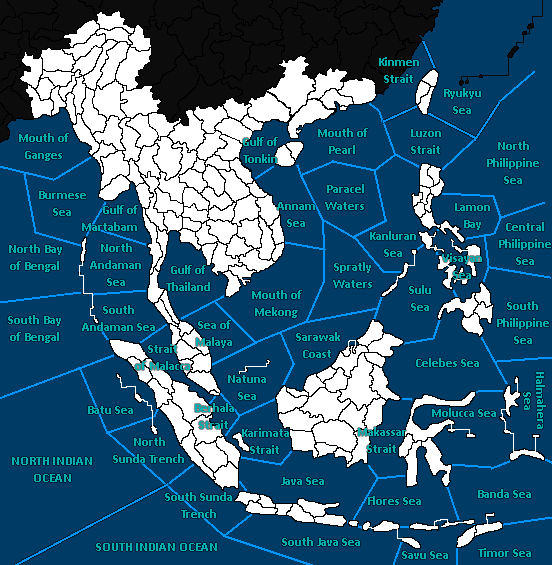 Kinmen
Strait
Ryukyu
Sea
Mouth of
Ganges
Gulf of
Tonkin
Mouth of
Pearl
Luzon
Strait
North
Philippine
Sea
Burmese
Sea
Gulf of
Martabam
Annam
Sea
Paracel
Waters
Lamon
Bay
Kanluran
Sea
Central
Philippine
Sea
North Bay
of Bengal
North
Andaman
Sea
Gulf of
Thailand
Spratly
Waters
Visayan
Sea
Sulu
Sea
Mouth of
Mekong
South Bay
of Bengal
South
Andaman Sea
Sea of
Malaya
South
Philippine
Sea
Strait
of Malacca
Sarawak
Coast
Celebes Sea
Natuna
Sea
Halmahera
Sea
Batu Sea
Strait
Molucca Sea
North
Sunda Trench
Karimata
Strait
Makassar
Strait
NORTH INDIAN
OCEAN
Java Sea
South Sunda
Trench
Flores Sea
Banda Sea
SOUTH INDIAN OCEAN
South Java Sea
Savu Sea
Timor Sea